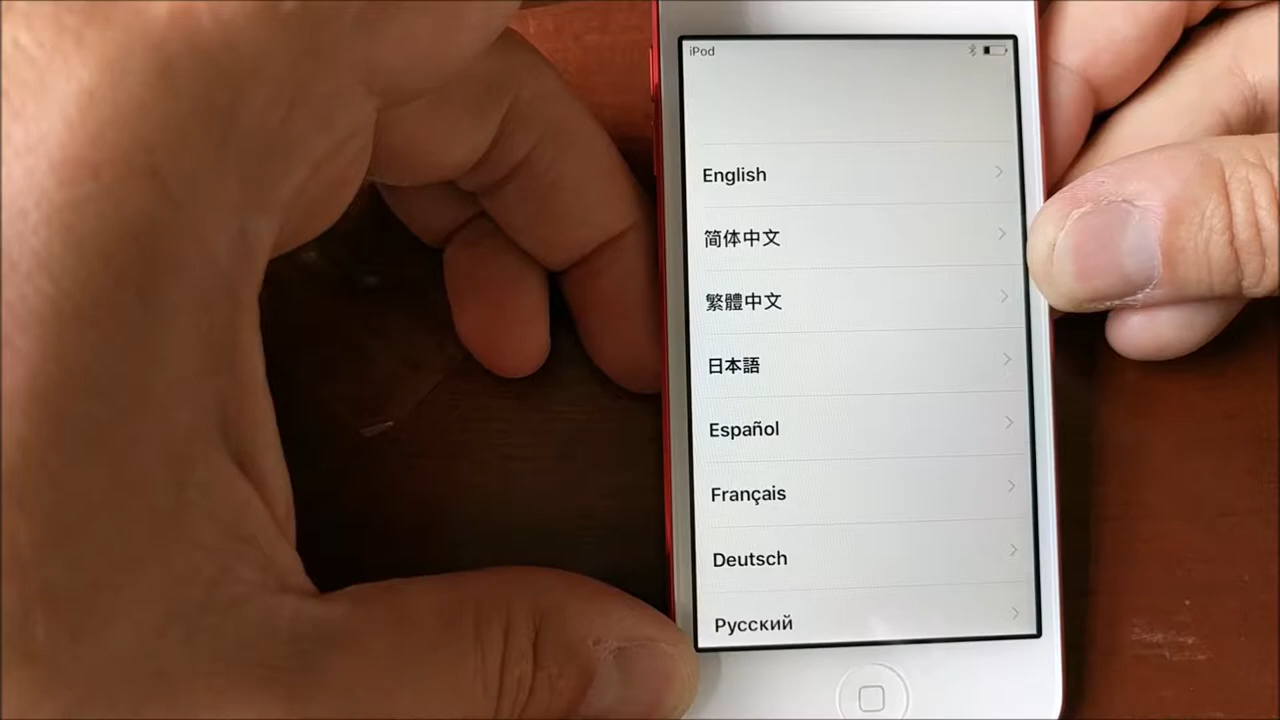 iPod
English
简体中文
繁體中文
日本語
Español
Français
Deutsch
Русский